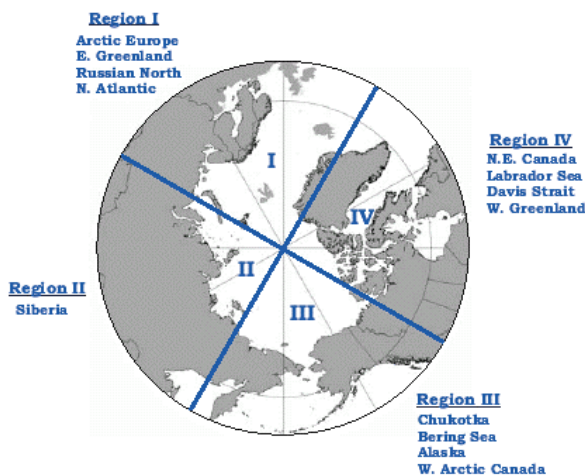 Region I
Arctic Europe
E. Greenland
Russian North
N. Atlantic
I
Region IV
N.E. Canada
Labrador Sea
Davis Strait
W. Greenland
IV
Region II
Siberia
II
III
Region III
Chukotka
Bering Sea
Alaska
W. Arctic Canada